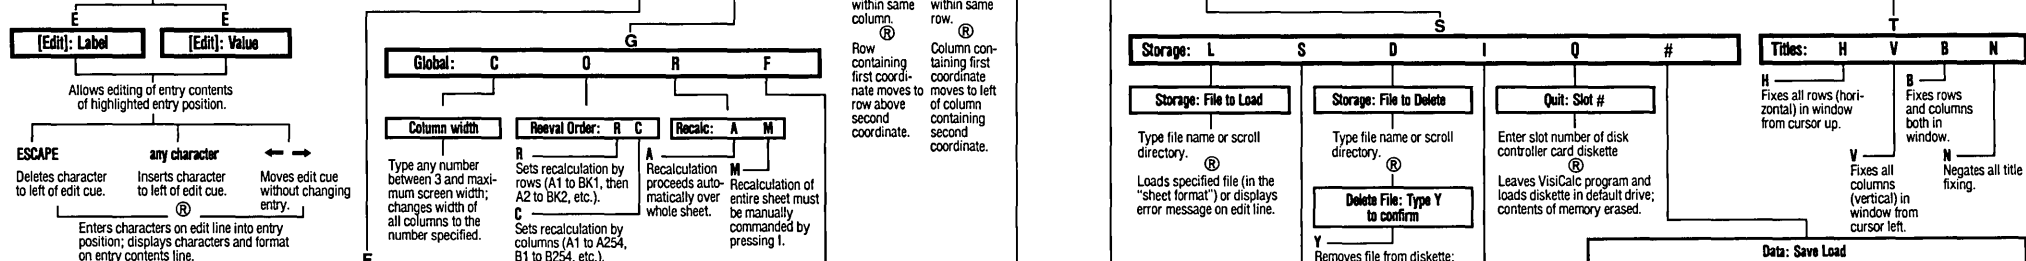 E
E
[Edit]: Label
[Edit]: Value
Allows editing of entry contents
of highlighted entry position.
ESCAPE
Deletes character
to left of edit cue.
any character
Inserts character
to left of edit cue.
← →
Moves edit cue
without changing
entry.
®
Enters characters on edit line into entry
position; displays characters and format
on entry contents line.
F
G
Global: C O R F
Column width
Type any number
between 3 and maxi-
mum screen width;
changes width of
all columns to the
number specified.
Reeval Order: R C
R
Sets recalculation by
rows (A1 to BK1, then
A2 to BK2, etc.).
C
Sets recalculation by
columns (A1 to A254,
B1 to B254, etc.).
Recalc: A M
A
Recalculation
proceeds auto-
matically over
whole sheet.
M
Recalculation of
entire sheet must
be manually
commanded by
pressing !.
within same
column.
®
Row
containing
first coordi-
nate moves to
row above
second
coordinate.
within same
row.
®
Column con-
taining first
coordinate
moves to left
of column
containing
second
coordinate.
S
Storage: L S D I Q #
Storage: File to Load
Type file name or scroll
directory.
®
Loads specified file (in the
"sheet format") or displays
error message on edit line.
Storage: File to Delete
Type file name or scroll
directory.
®
Delete File: Type Y
to confirm
Y
Removes file from diskette;
Quit: Slot #
Enter slot number of disk
controller card diskette
®
Leaves VisiCalc program and
loads diskette in default drive;
contents of memory erased.
T
Titles: H V B N
H
Fixes all rows (hori-
zontal) in window
from cursor up.
V
Fixes all
columns
(vertical) in
window from
cursor left.
B
Fixes rows
and columns
both in
window.
N
Negates all title
fixing.
Data: Save Load